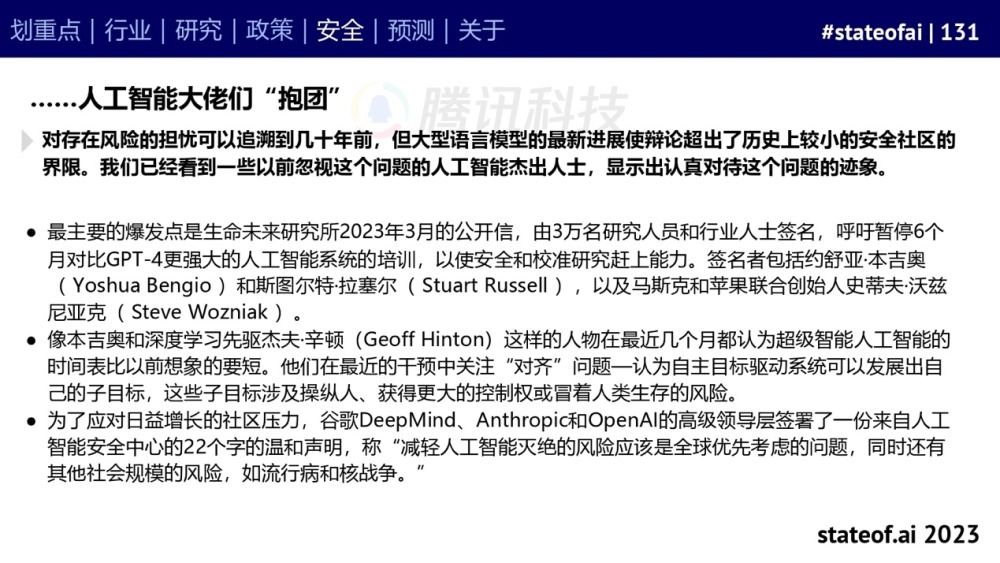 划重点 | 行业 | 研究 | 政策 | 安全 | 预测 | 关于
#stateofai | 131
……人工智能大佬们“抱团”
腾讯科技
对存在风险的担忧可以追溯到几十年前，但大型语言模型的最新进展使辩论超出了历史上较小的安全社区的
界限。我们已经看到一些以前忽视这个问题的人工智能杰出人士，显示出认真对待这个问题的迹象。
● 最主要的爆发点是生命未来研究所2023年3月的公开信，由3万名研究人员和行业人士签名，呼吁暂停6个
月对比GPT-4更强大的人工智能系统的培训，以使安全和校准研究赶上能力。签名者包括约舒亚·本吉奥
（ Yoshua Bengio ）和斯图尔特·拉塞尔（ Stuart Russell ），以及马斯克和苹果联合创始人史蒂夫·沃兹
尼亚克（ Steve Wozniak ）。
● 像本吉奥和深度学习先驱杰夫·辛顿（Geoff Hinton）这样的人物在最近几个月都认为超级智能人工智能的
时间表比以前想象的要短。他们在最近的干预中关注“对齐”问题—认为自主目标驱动系统可以发展出自
己的子目标，这些子目标涉及操纵人、获得更大的控制权或冒着人类生存的风险。
● 为了应对日益增长的社区压力，谷歌DeepMind、Anthropic和OpenAI的高级领导层签署了一份来自人工
智能安全中心的22个字的温和声明，称“减轻人工智能灭绝的风险应该是全球优先考虑的问题，同时还有
其他社会规模的风险，如流行病和核战争。”
stateof.ai 2023